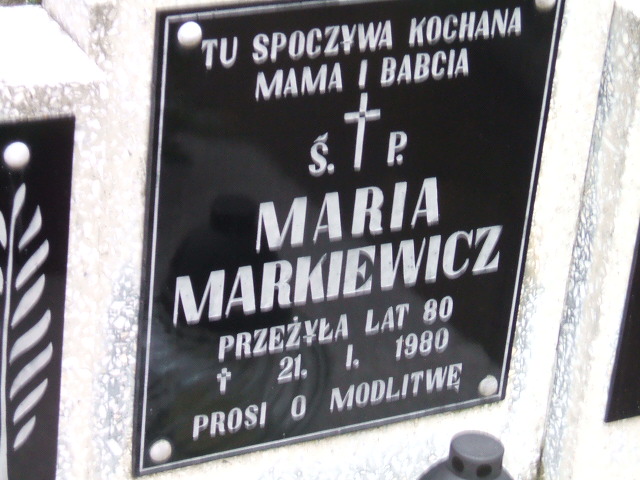 TU SPOCZYWA KOCHANA
MAMA I BABCIA
Ś. P.
MARIA
MARKIEWICZ
PRZEŻYŁA LAT 80
† 21. I. 1980
PROSI O MODLITWĘ